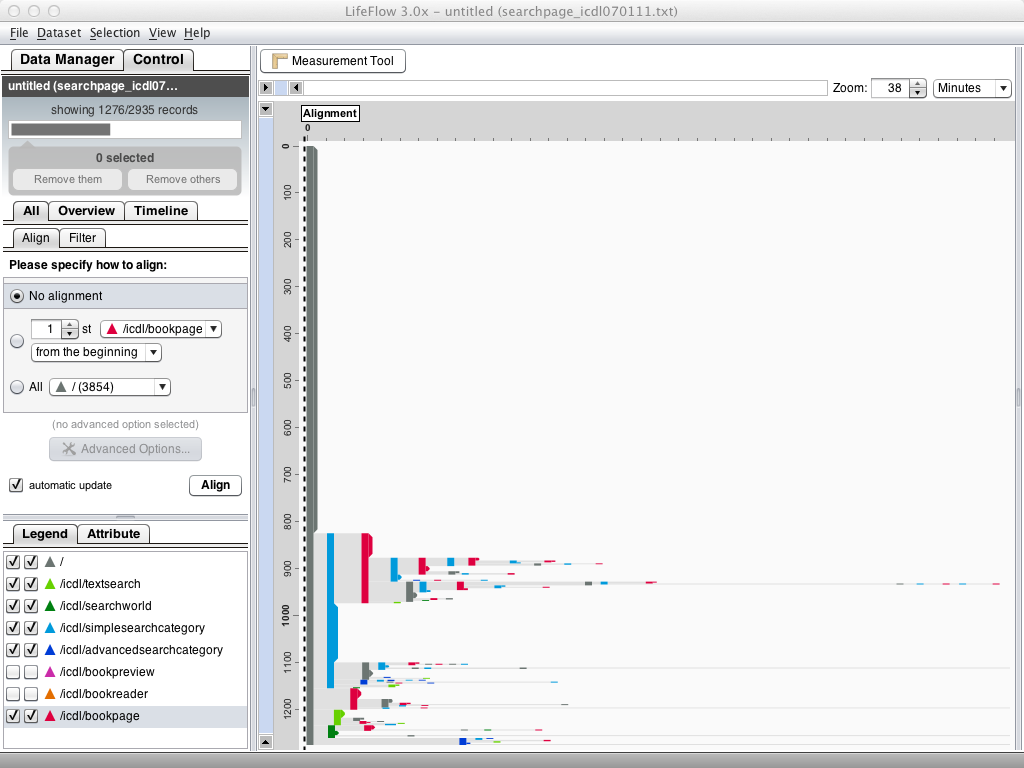 LifeFlow 3.0x – untitled (searchpage_icdl070111.txt)
File Dataset Selection View Help
Data Manager Control
untitled (searchpage_icdl07...
showing 1276/2935 records
0 selected
Remove them Remove others
All Overview Timeline
Align Filter
Please specify how to align:
No alignment
1 st /icdl/bookpage
from the beginning
All / (3854)
(no advanced option selected)
Advanced Options...
automatic update Align
Legend Attribute
/
/icdl/textsearch
/icdl/searchworld
/icdl/simplesearchcategory
/icdl/advancedsearchcategory
/icdl/bookpreview
/icdl/bookreader
/icdl/bookpage
Measurement Tool
Zoom: 38 Minutes
Alignment
0
0
100
200
300
400
500
600
700
800
900
1000
1100
1200